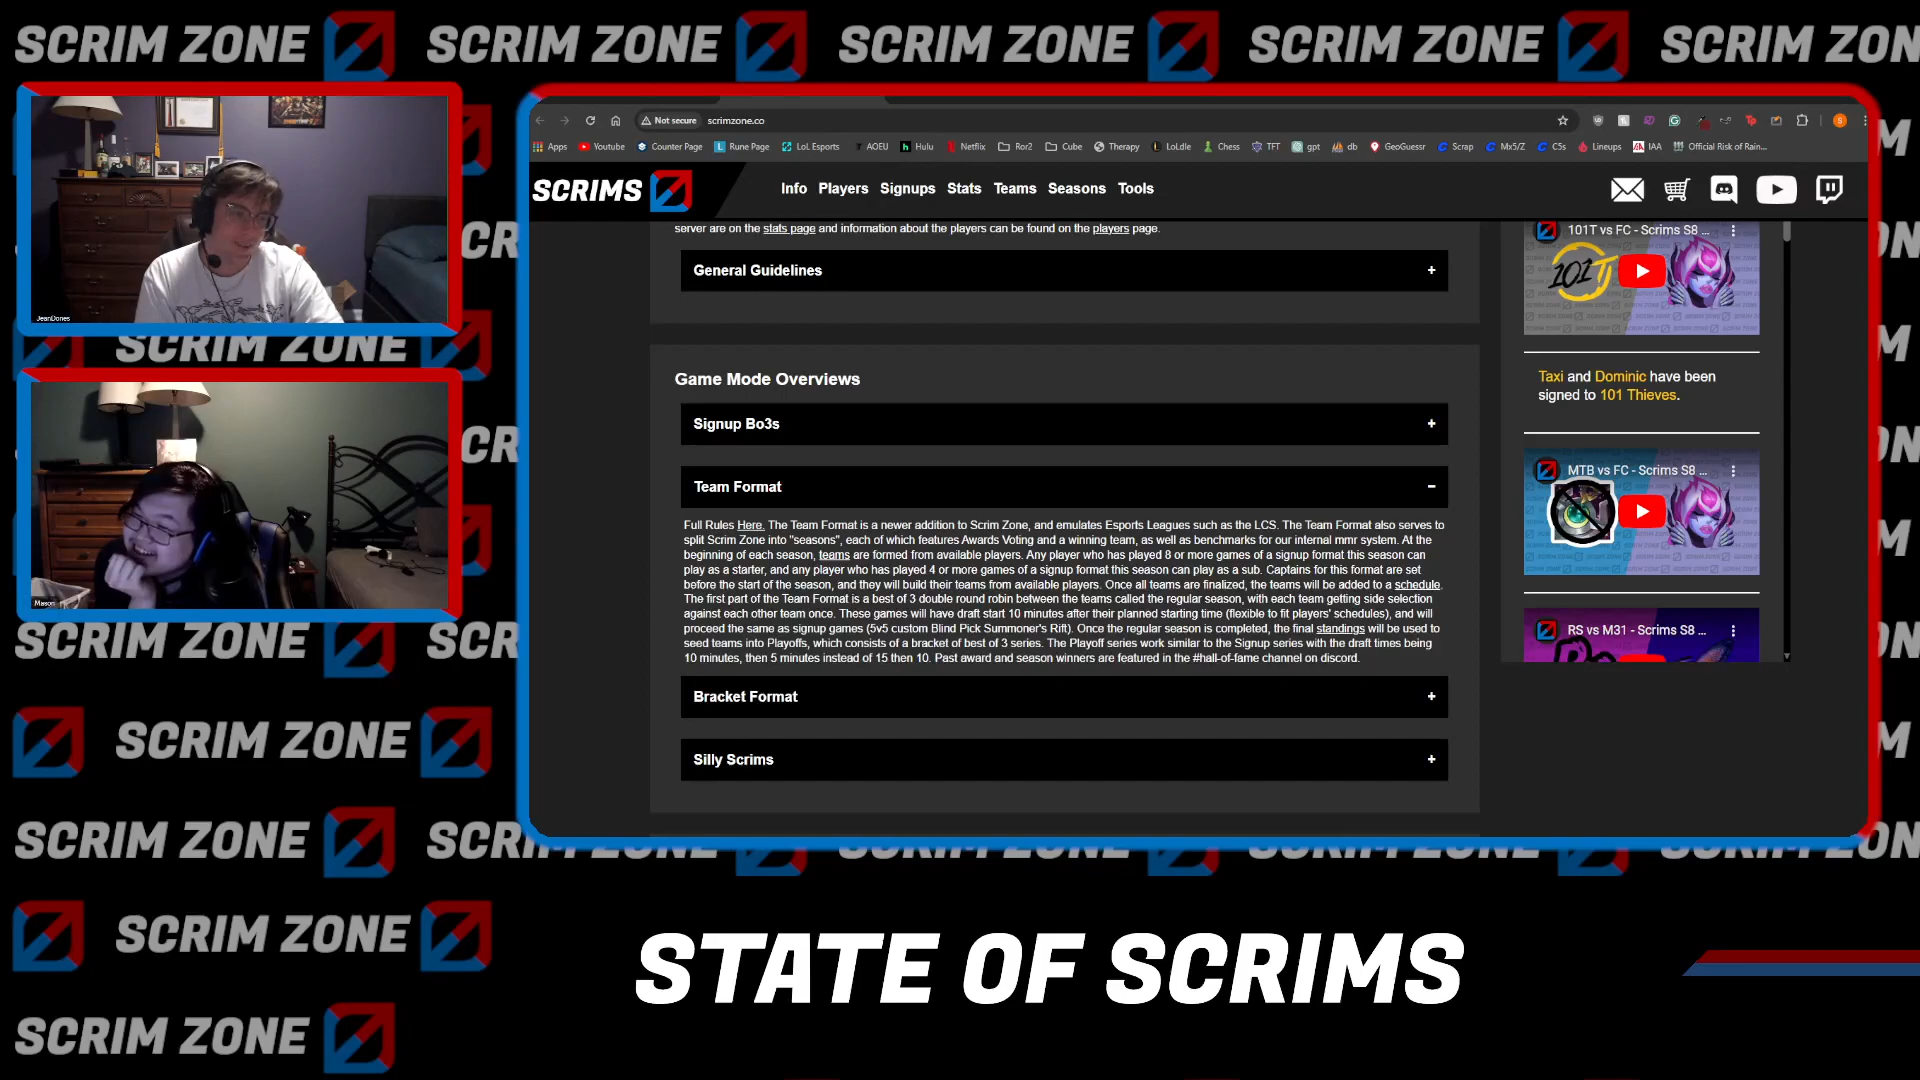 SCRIM ZONE SCRIM ZONE SCRIM ZONE SCRIM ZONE SCRIM ZON
JeanDones
SCRIM ZONE
Mason
Not secure scrimzone.co
Apps Youtube Counter Page Rune Page LoL Esports AOEU Hulu Netflix Ror2 Cube Therapy LoLdle Chess TFT gpt db GeoGuessr Scrap Mx5/Z C5s Lineups IAA Official Risk of Rain...
SCRIMS Info Players Signups Stats Teams Seasons Tools
server are on the stats page and information about the players can be found on the players page.
General Guidelines +
Game Mode Overviews
Signup Bo3s +
Team Format −
Full Rules Here. The Team Format is a newer addition to Scrim Zone, and emulates Esports Leagues such as the LCS. The Team Format also serves to
split Scrim Zone into "seasons", each of which features Awards Voting and a winning team, as well as benchmarks for our internal mmr system. At the
beginning of each season, teams are formed from available players. Any player who has played 8 or more games of a signup format this season can
play as a starter, and any player who has played 4 or more games of a signup format this season can play as a sub. Captains for this format are set
before the start of the season, and they will build their teams from available players. Once all teams are finalized, the teams will be added to a schedule.
The first part of the Team Format is a best of 3 double round robin between the teams called the regular season, with each team getting side selection
against each other team once. These games will have draft start 10 minutes after their planned starting time (flexible to fit players' schedules), and will
proceed the same as signup games (5v5 custom Blind Pick Summoner's Rift). Once the regular season is completed, the final standings will be used to
seed teams into Playoffs, which consists of a bracket of best of 3 series. The Playoff series work similar to the Signup series with the draft times being
10 minutes, then 5 minutes instead of 15 then 10. Past award and season winners are featured in the #hall-of-fame channel on discord.
Bracket Format +
Silly Scrims +
101T vs FC - Scrims S8 ...
101T
Taxi and Dominic have been
signed to 101 Thieves.
MTB vs FC - Scrims S8 ...
RS vs M31 - Scrims S8 ...
SCRIM ZONE
SCRIM ZONE
SCRIM ZONE
SCRIM ZONE
SCRIM ZONE
STATE OF SCRIMS